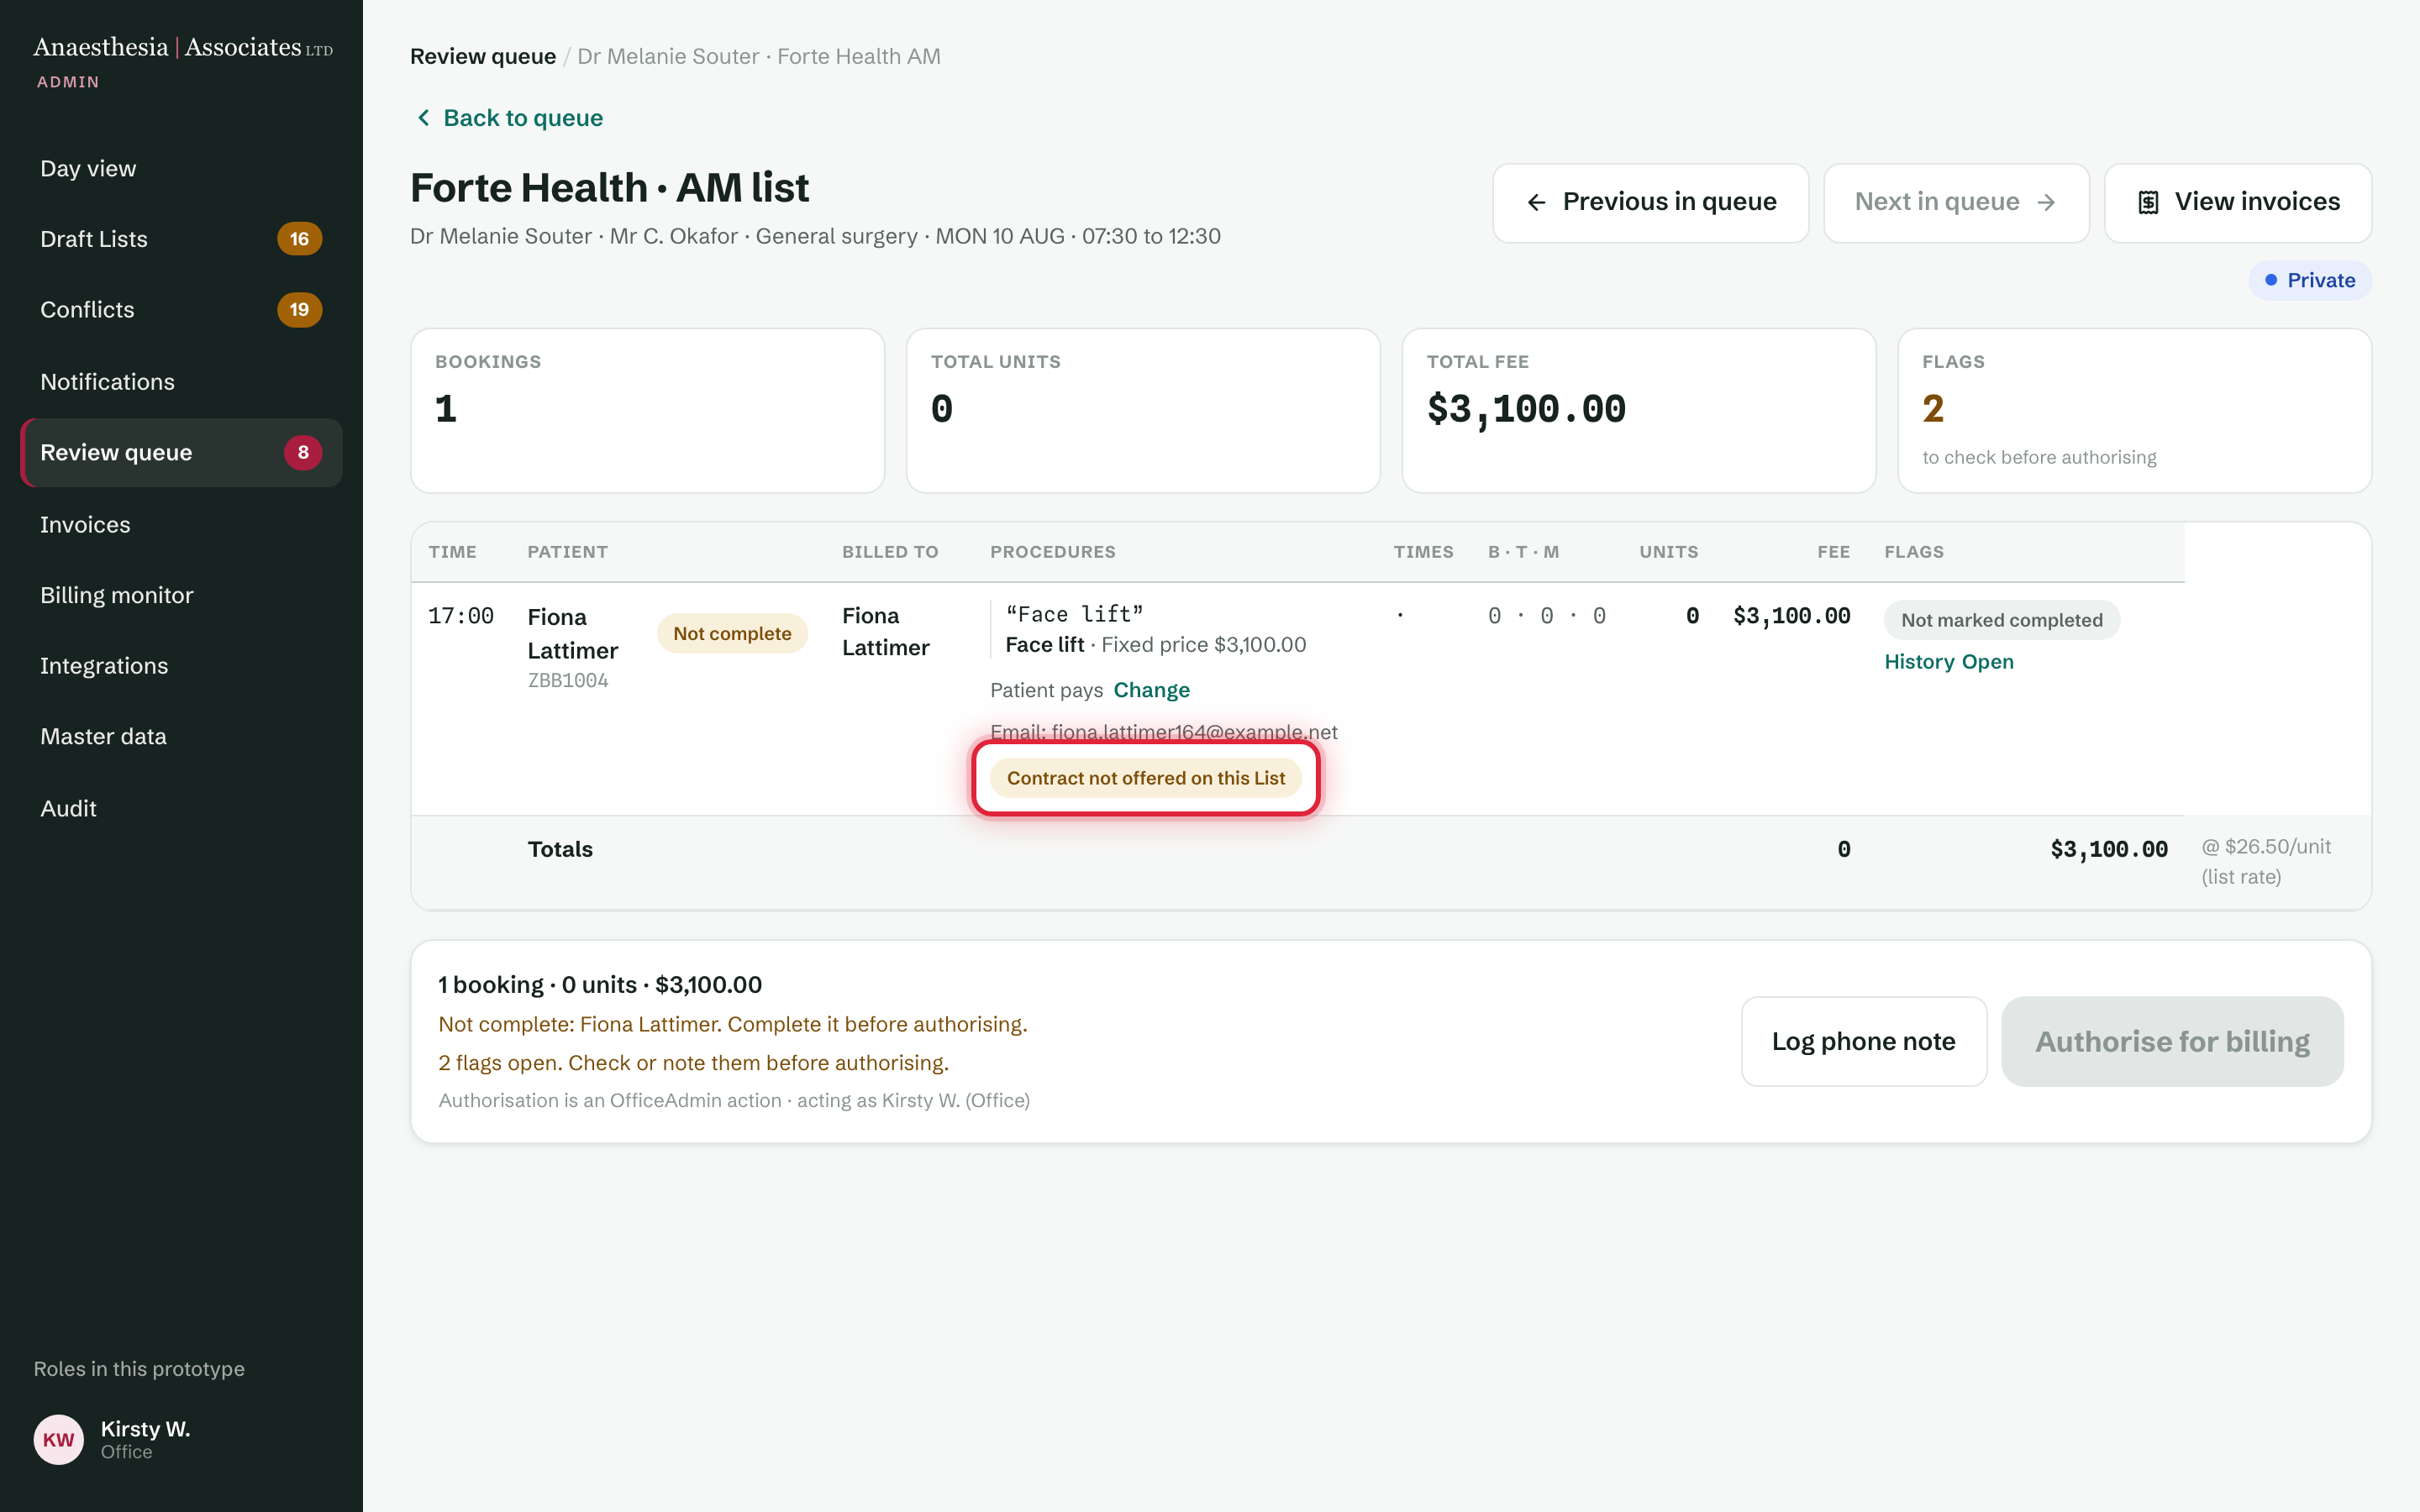 Anaesthesia | Associates LTD
ADMIN
Day view
Draft Lists 16
Conflicts 19
Notifications
Review queue 8
Invoices
Billing monitor
Integrations
Master data
Audit
Roles in this prototype
KW
Kirsty W.
Office
Review queue / Dr Melanie Souter · Forte Health AM
Back to queue
Forte Health · AM list
Dr Melanie Souter · Mr C. Okafor · General surgery · MON 10 AUG · 07:30 to 12:30
← Previous in queue
Next in queue →
View invoices
Private
BOOKINGS
1
TOTAL UNITS
0
TOTAL FEE
$3,100.00
FLAGS
2
to check before authorising
TIME PATIENT BILLED TO PROCEDURES TIMES B · T · M UNITS FEE FLAGS
17:00
Fiona
Lattimer
ZBB1004
Not complete
Fiona
Lattimer
“Face lift”
Face lift · Fixed price $3,100.00
Patient pays Change
Email: fiona.lattimer164@example.net
Contract not offered on this List
·
0 · 0 · 0
0
$3,100.00
Not marked completed
History Open
Totals 0 $3,100.00
@ $26.50/unit
(list rate)
1 booking · 0 units · $3,100.00
Not complete: Fiona Lattimer. Complete it before authorising.
2 flags open. Check or note them before authorising.
Authorisation is an OfficeAdmin action · acting as Kirsty W. (Office)
Log phone note
Authorise for billing